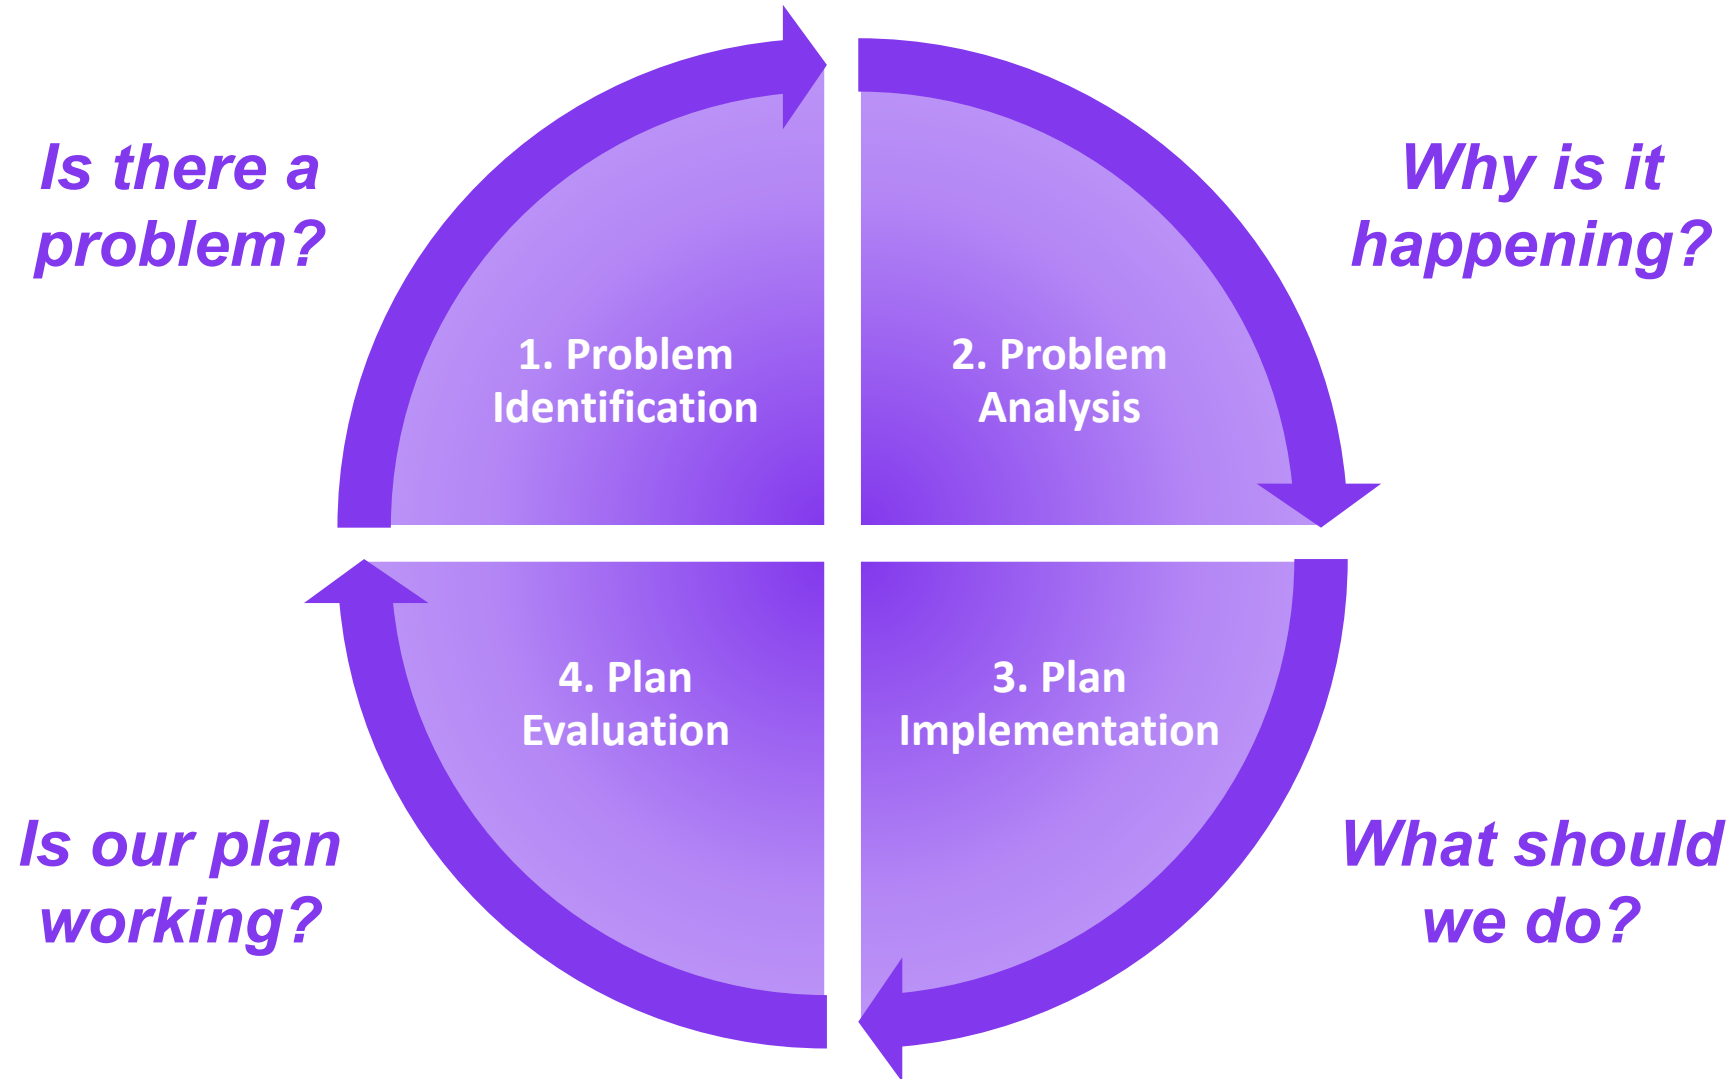 Is there a
problem?
1. Problem
Identification
Why is it
happening?
2. Problem
Analysis
What should
we do?
3. Plan
Implementation
Is our plan
working?
4. Plan
Evaluation